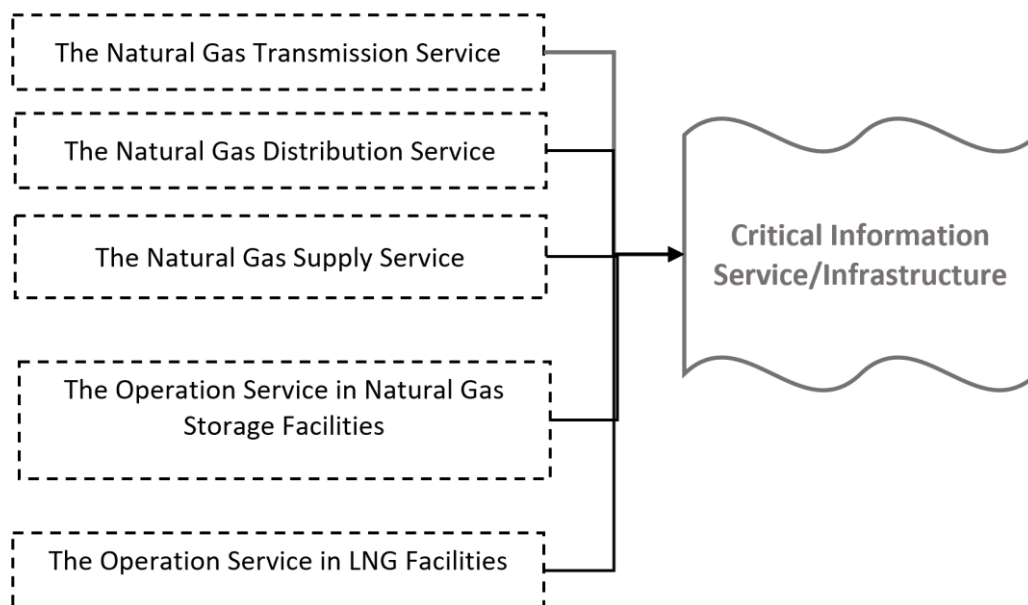 The Natural Gas Transmission Service
The Natural Gas Distribution Service
The Natural Gas Supply Service
The Operation Service in Natural Gas
Storage Facilities
The Operation Service in LNG Facilities
Critical Information
Service/Infrastructure